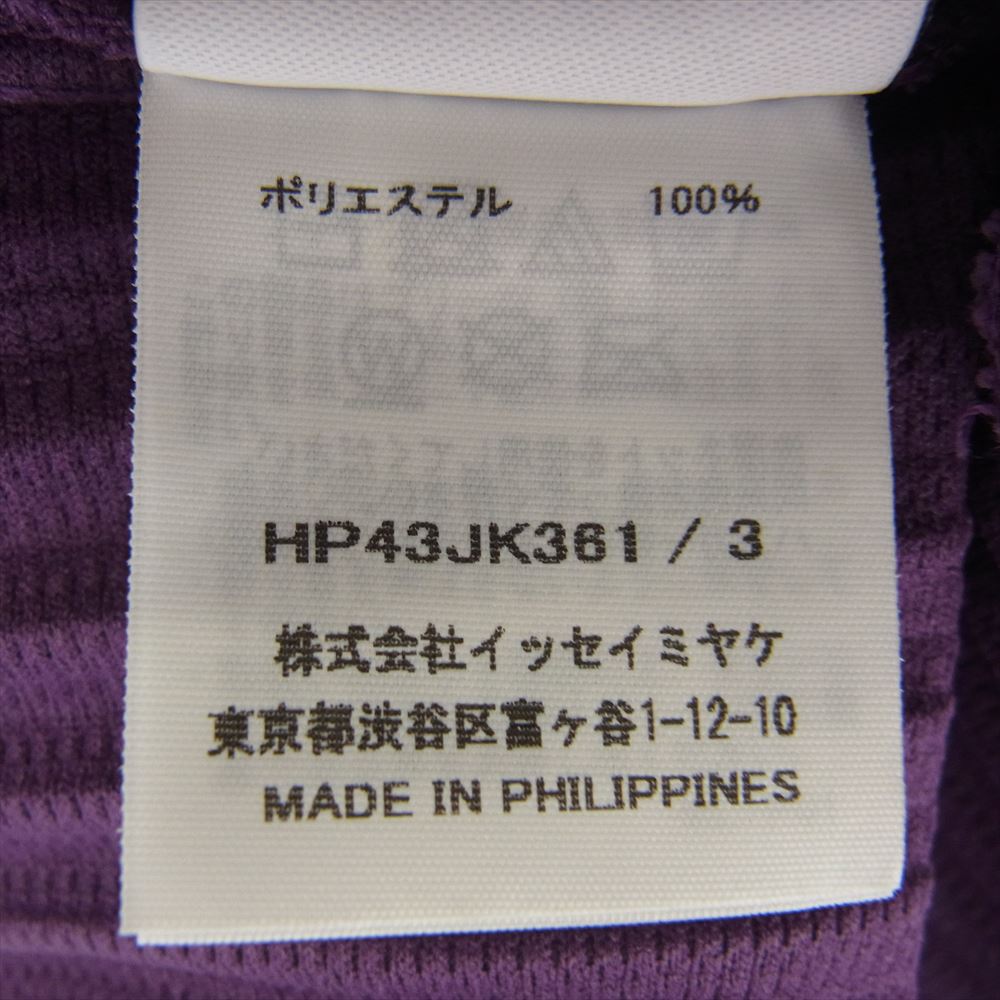 ポリエステル 100%
HP43JK361 / 3
株式会社イッセイミヤケ
東京都渋谷区富ヶ谷1-12-10
MADE IN PHILIPPINES